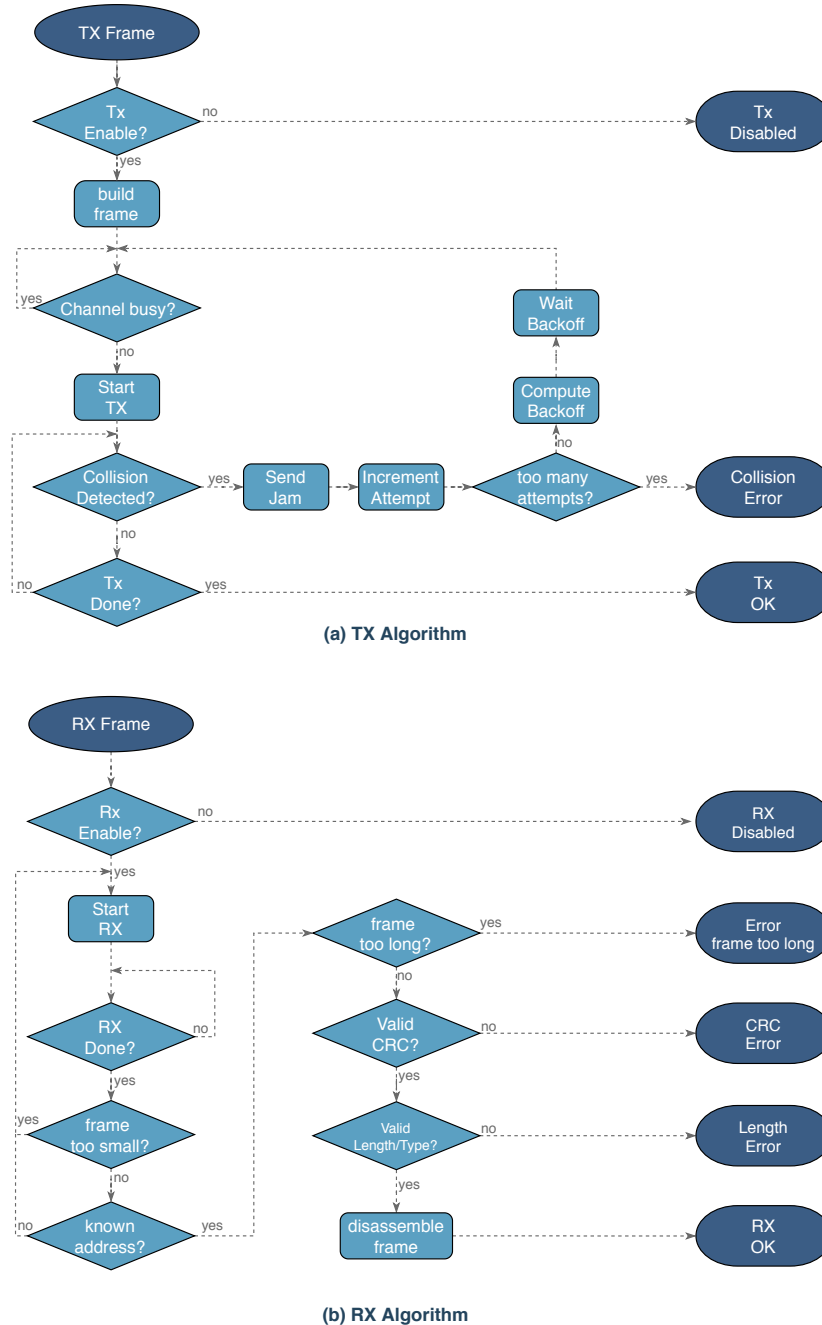 TX Frame
Tx
Enable?
no
Tx
Disabled
yes
build
frame
yes
Channel busy?
Wait
Backoff
no
Start
TX
Compute
Backoff
no
Collision
Detected?
yes
Send
Jam
Increment
Attempt
too many
attempts?
yes
Collision
Error
no
no
Tx
Done?
yes
Tx
OK
(a) TX Algorithm
RX Frame
Rx
Enable?
no
RX
Disabled
yes
Start
RX
frame
too long?
yes
Error
frame too long
no
RX
Done?
no
Valid
CRC?
no
CRC
Error
yes
yes
yes
frame
too small?
Valid
Length/Type?
no
Length
Error
no
yes
no
known
address?
yes
disassemble
frame
RX
OK
(b) RX Algorithm